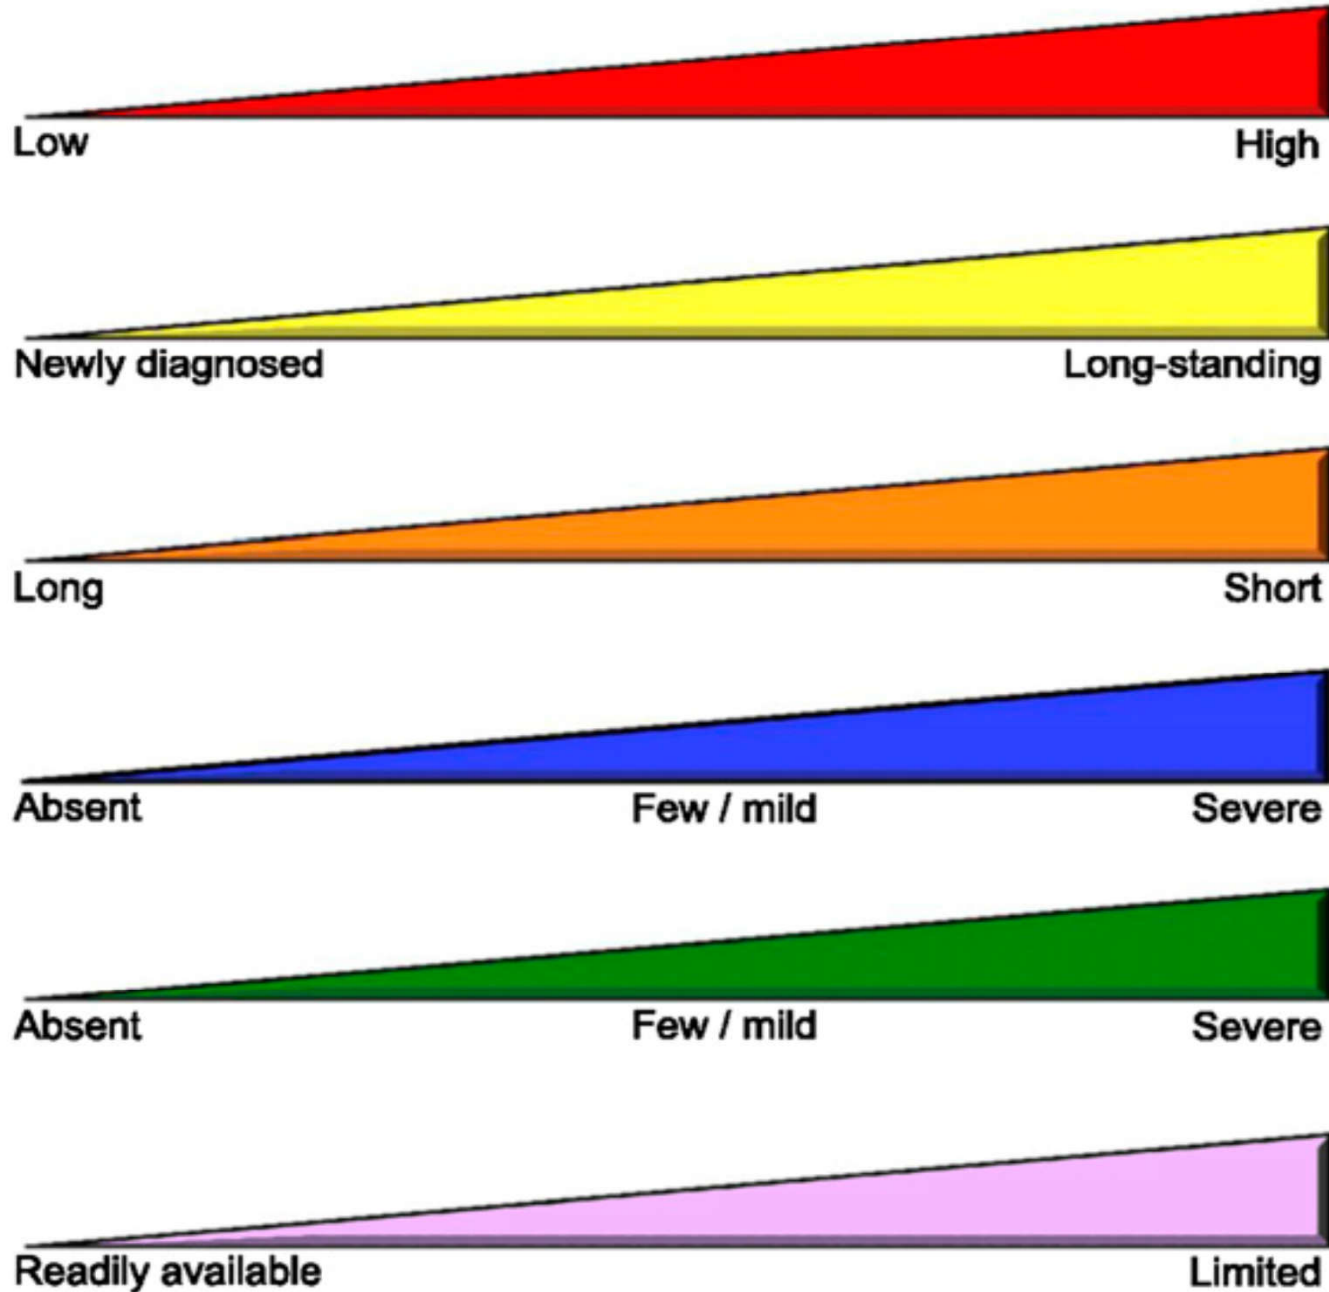 Low High
Newly diagnosed Long-standing
Long Short
Absent Few / mild Severe
Absent Few / mild Severe
Readily available Limited